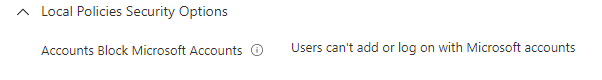 Local Policies Security Options
Accounts Block Microsoft Accounts Users can't add or log on with Microsoft accounts